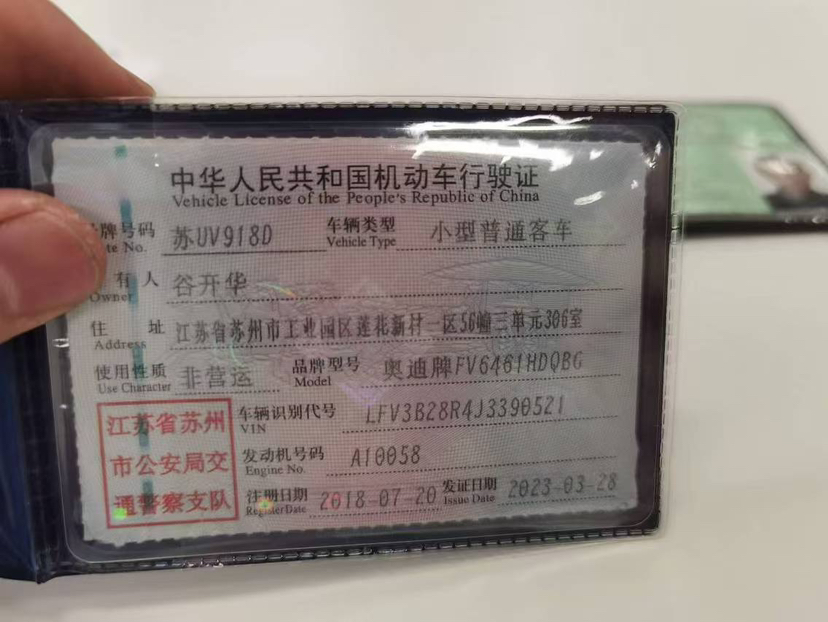 中华人民共和国机动车行驶证
Vehicle License of the People's Republic of China
牌号码 苏UV918D 车辆类型 小型普通客车
te No. Vehicle Type
有人 谷开华
Owner
住 址 江苏省苏州市工业园区莲北新村一区56幢三单元306室
Address
使用性质 非营运 品牌型号 奥迪牌FV6461HDQBG
Use Character Model
江苏省苏州市公安局交通警察支队
车辆识别代号 LFV3B28R4J3390521
VIN
发动机号码 A10058
Engine No.
注册日期 2018-07-20 发证日期 2023-03-28
Register Date Issue Date